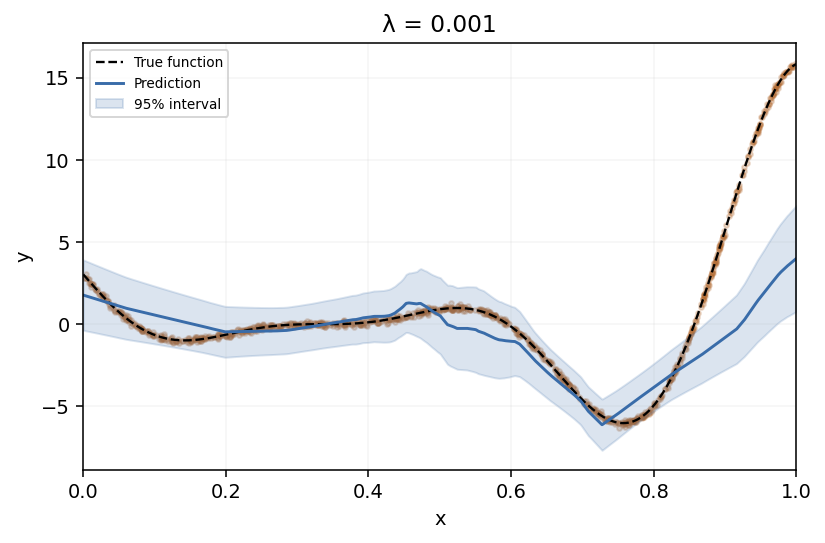 λ = 0.001
True function
Prediction
95% interval
15
10
5
0
−5
y
0.0 0.2 0.4 0.6 0.8 1.0
x